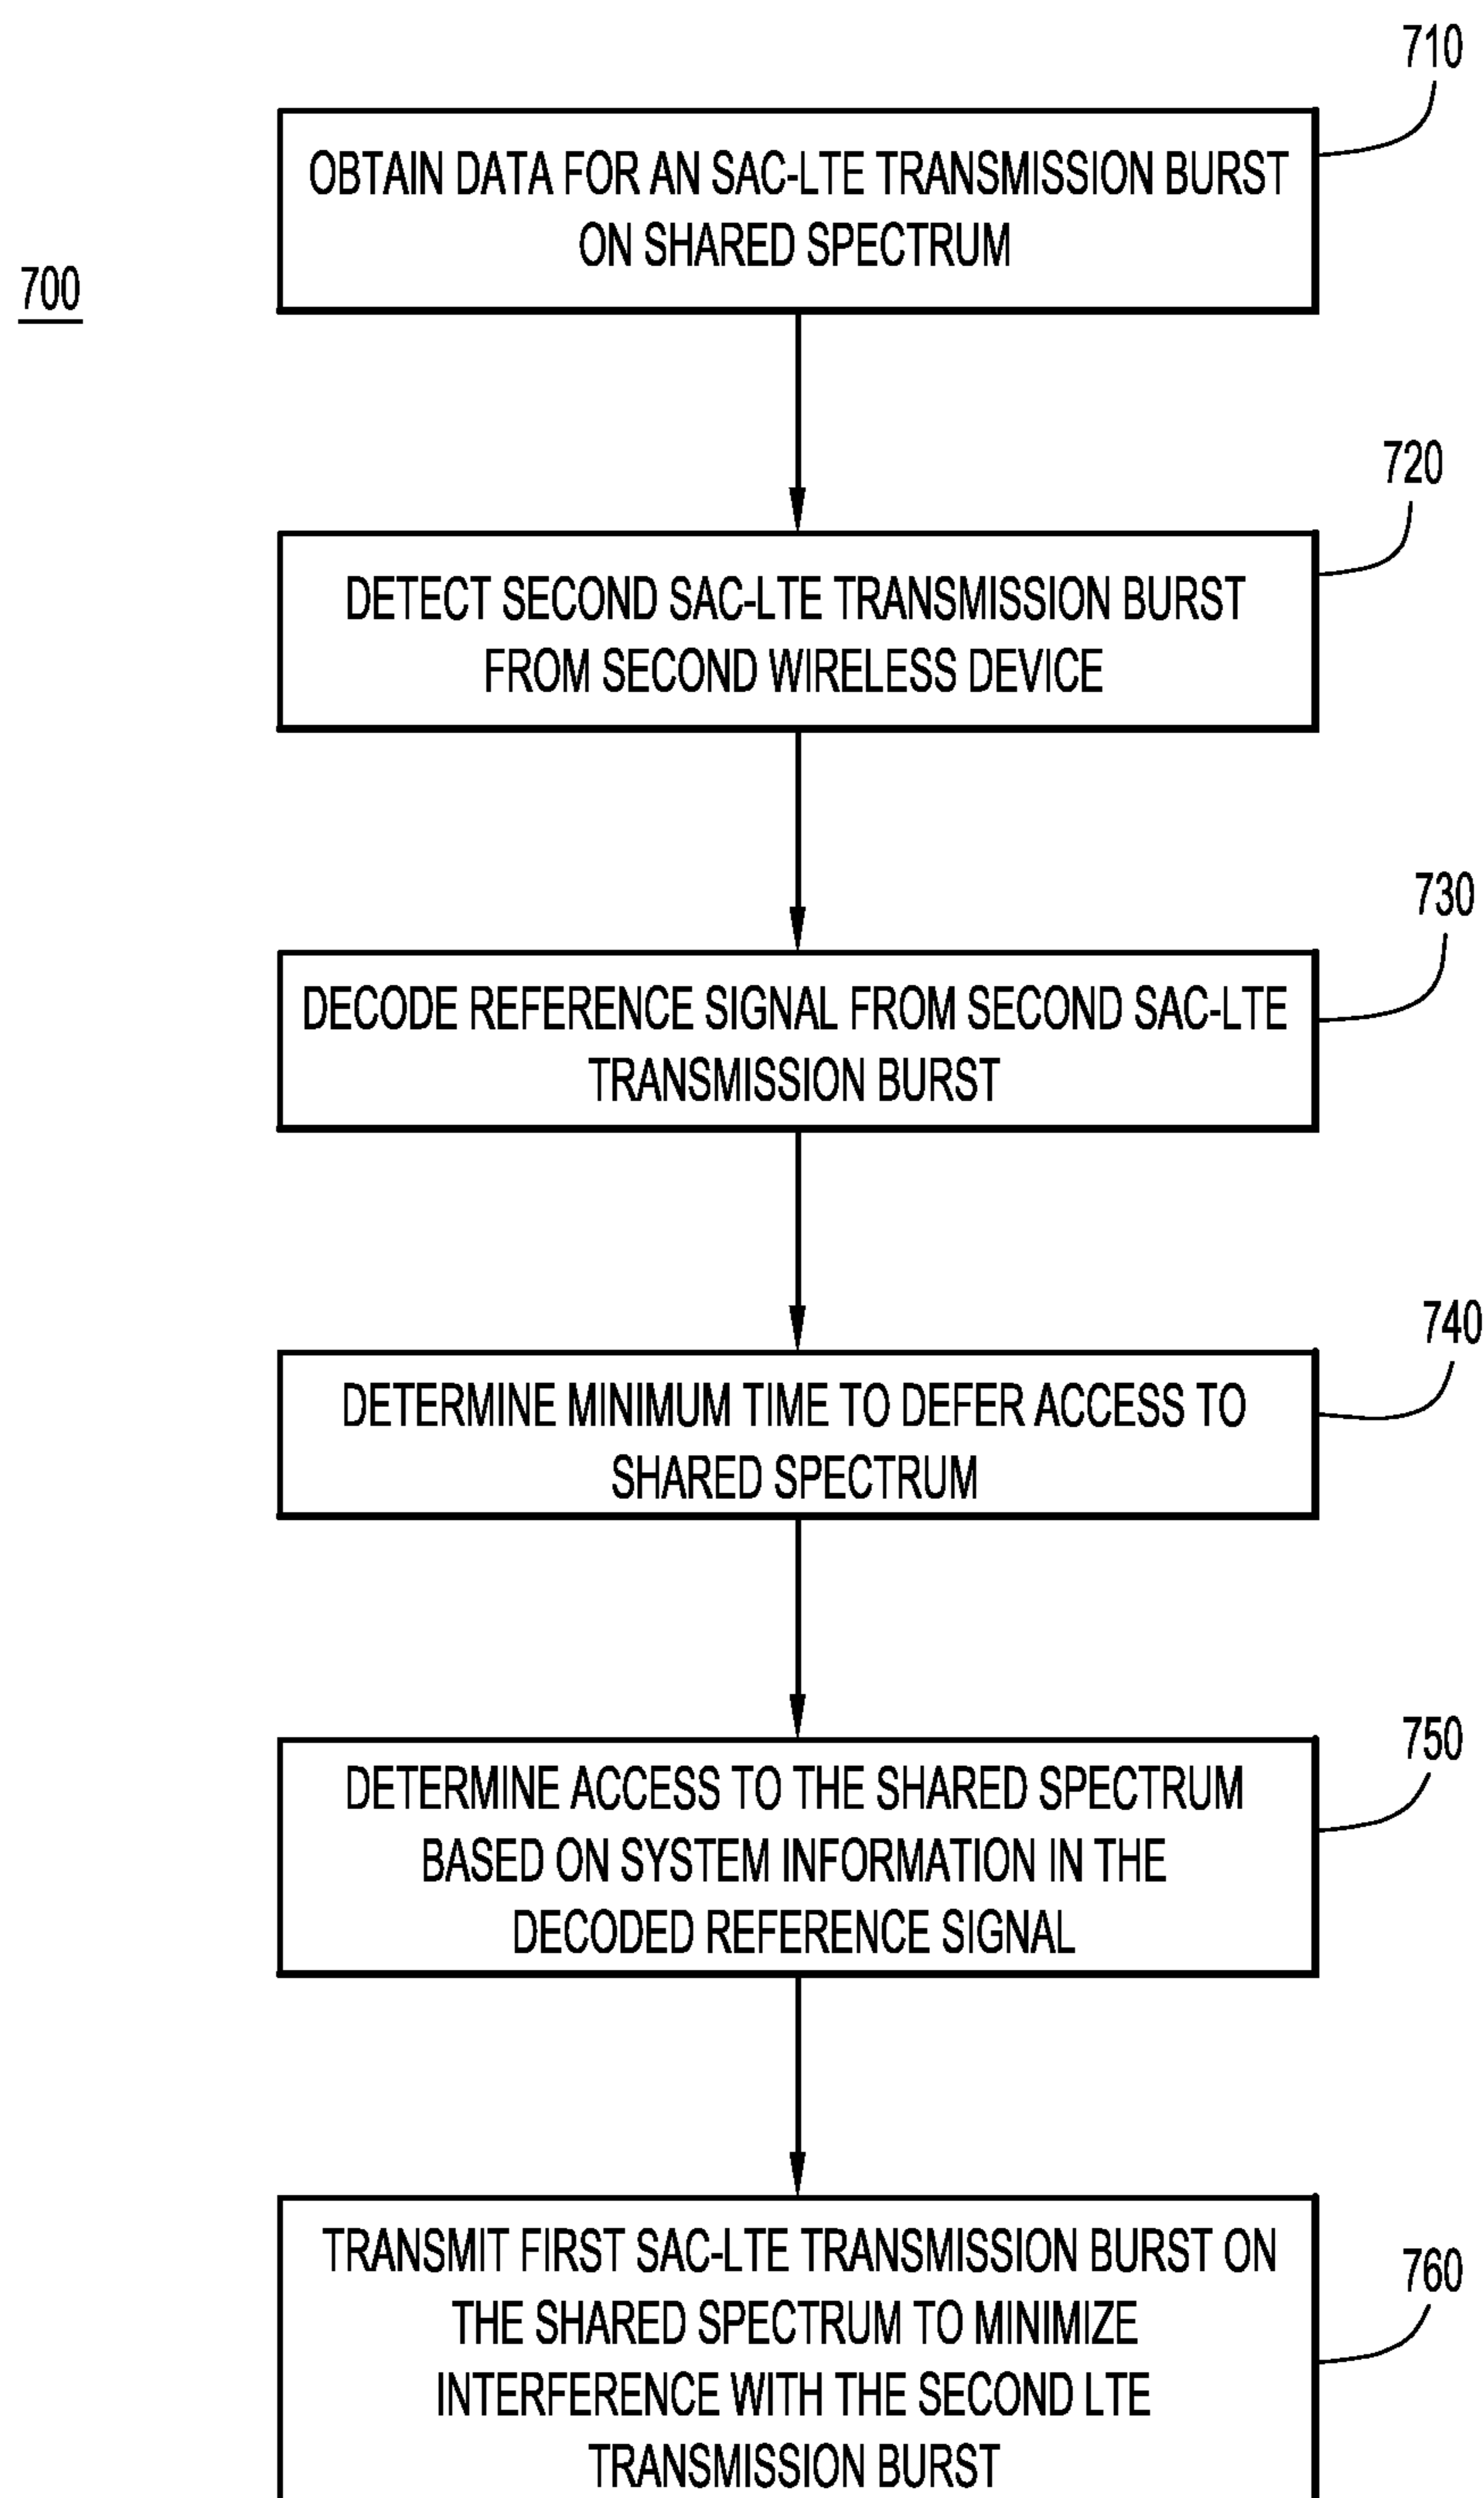 710
OBTAIN DATA FOR AN SAC-LTE TRANSMISSION BURST
ON SHARED SPECTRUM
700
720
DETECT SECOND SAC-LTE TRANSMISSION BURST
FROM SECOND WIRELESS DEVICE
730
DECODE REFERENCE SIGNAL FROM SECOND SAC-LTE
TRANSMISSION BURST
740
DETERMINE MINIMUM TIME TO DEFER ACCESS TO
SHARED SPECTRUM
750
DETERMINE ACCESS TO THE SHARED SPECTRUM
BASED ON SYSTEM INFORMATION IN THE
DECODED REFERENCE SIGNAL
760
TRANSMIT FIRST SAC-LTE TRANSMISSION BURST ON
THE SHARED SPECTRUM TO MINIMIZE
INTERFERENCE WITH THE SECOND LTE
TRANSMISSION BURST